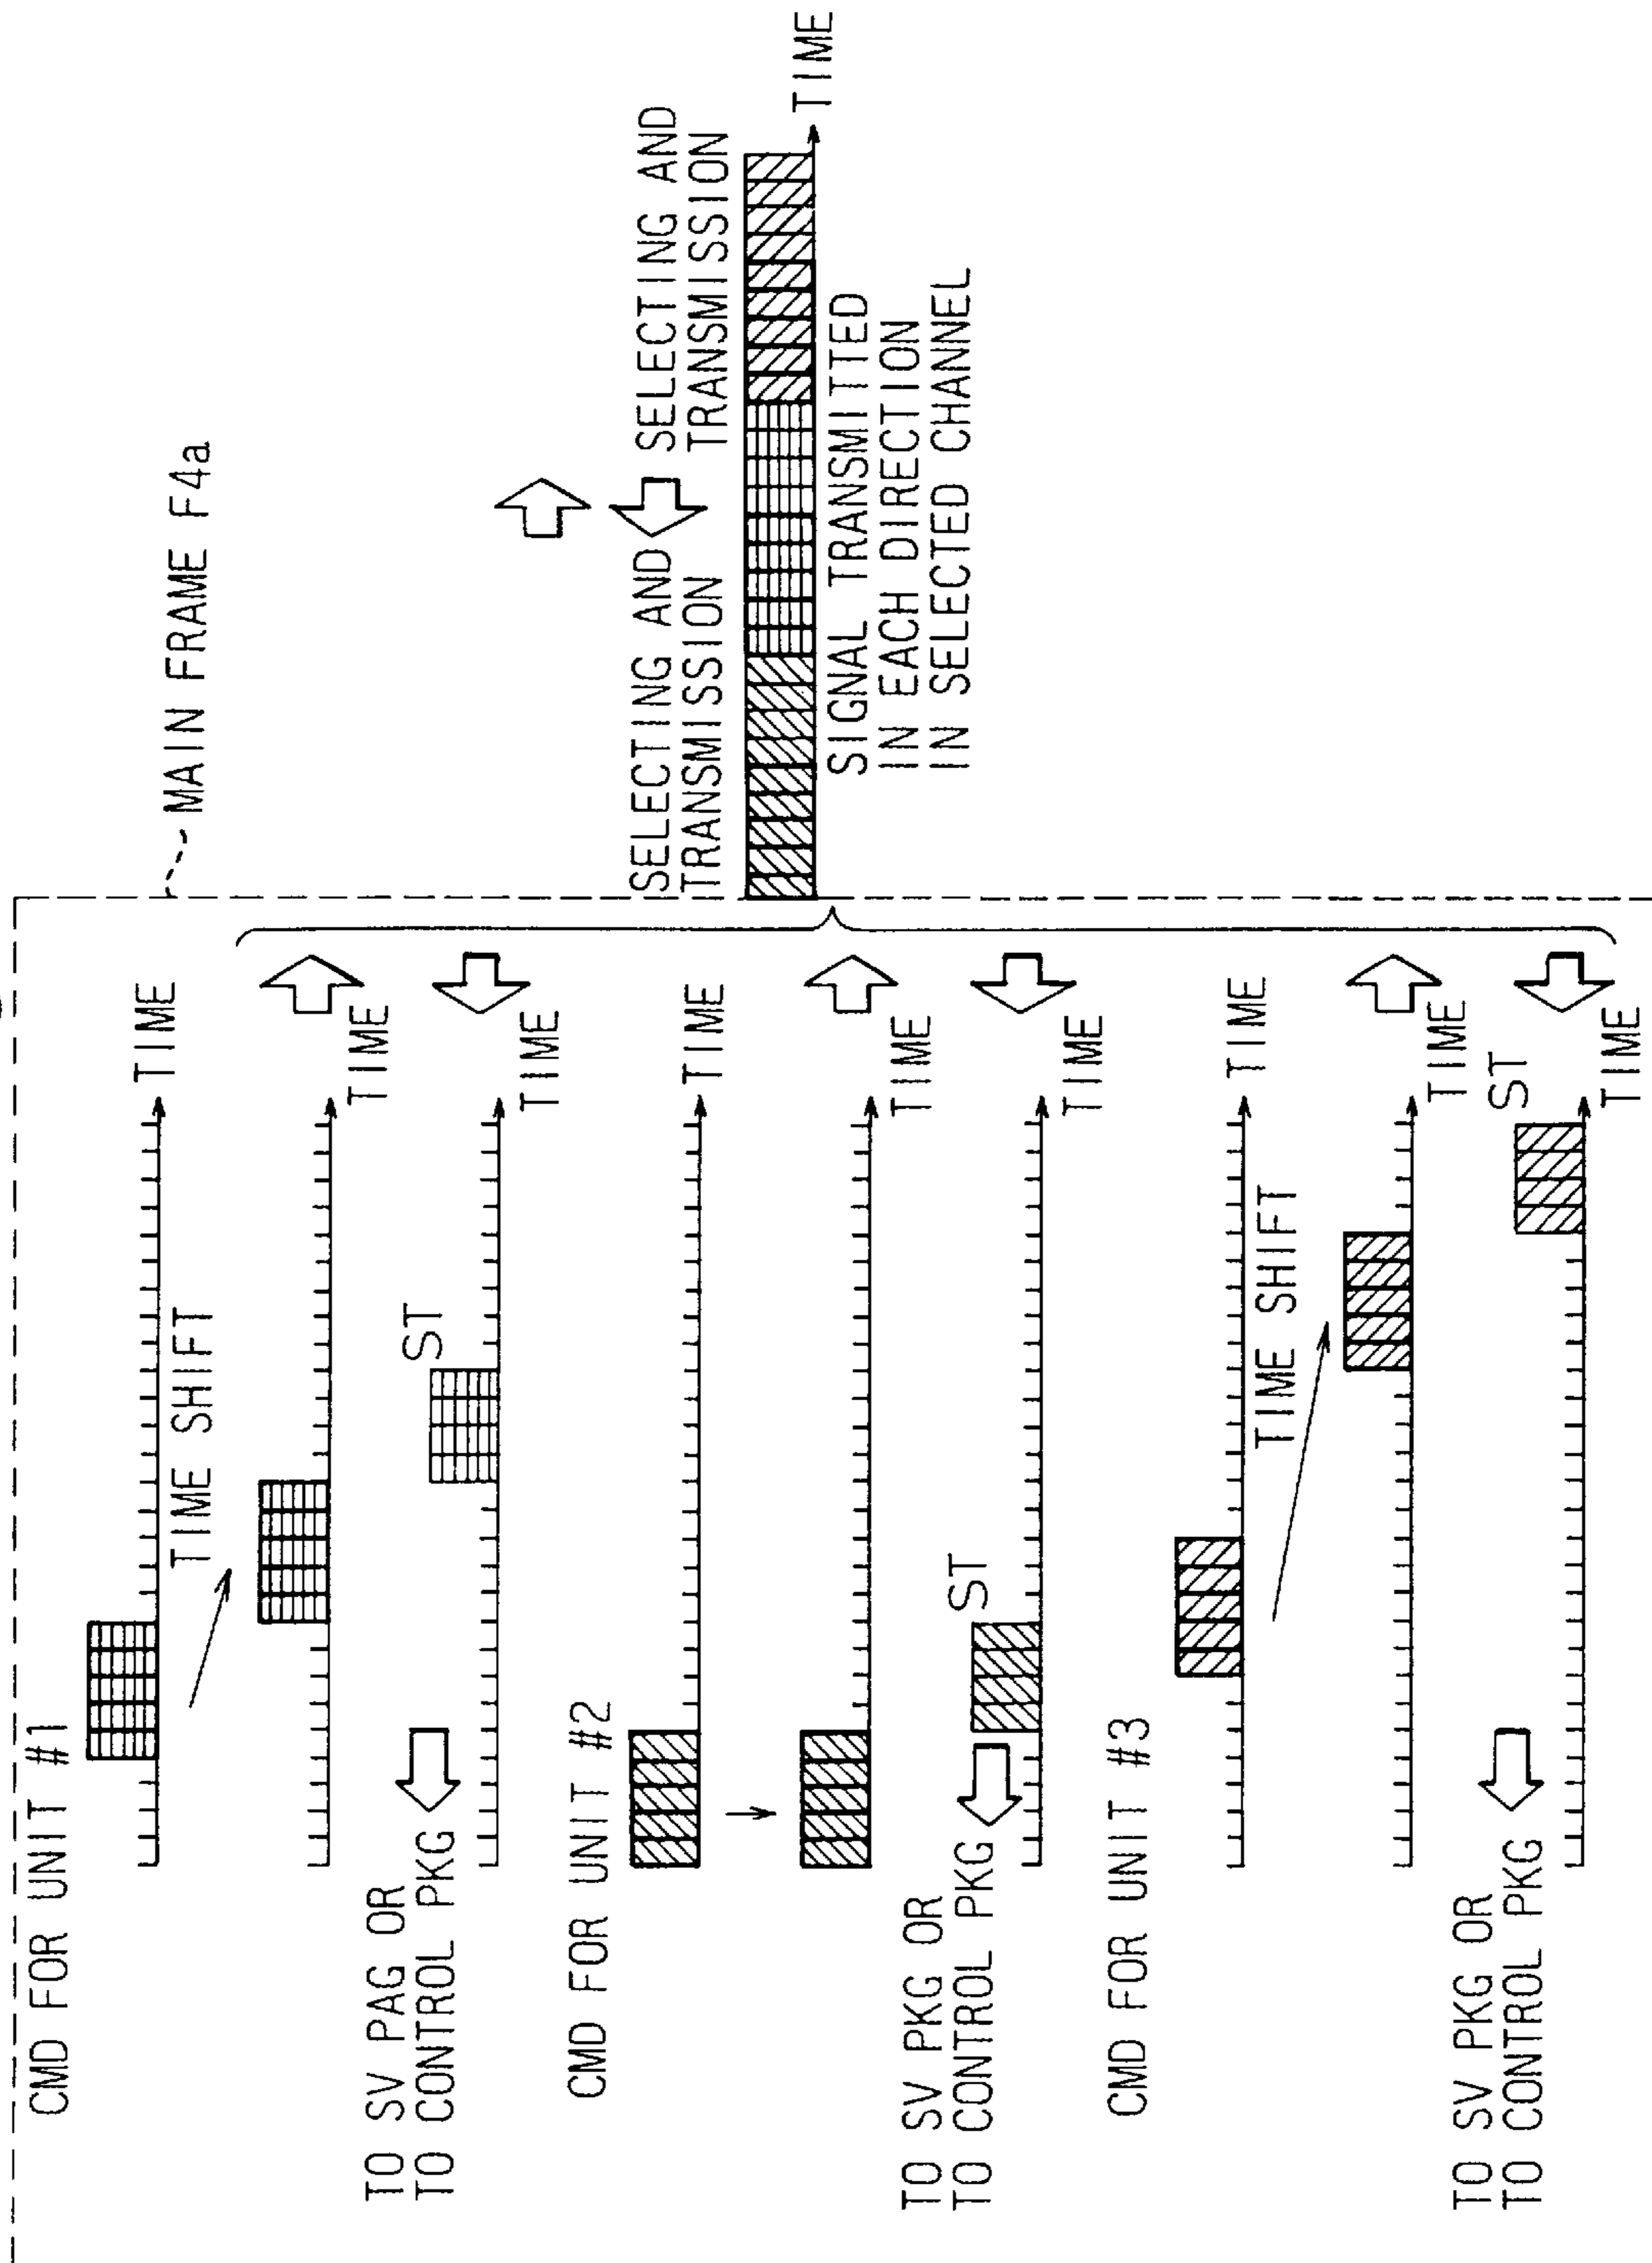 CMD FOR UNIT #1
TIME
TIME SHIFT
TIME
TO SV PAG OR
TO CONTROL PKG
ST
TIME
CMD FOR UNIT #2
TIME
TIME
TO SV PKG OR
TO CONTROL PKG
ST
TIME
CMD FOR UNIT #3
TIME
TIME SHIFT
TIME
TO SV PKG OR
TO CONTROL PKG
ST
TIME
MAIN FRAME F4a
SELECTING AND
TRANSMISSION
SELECTING AND
TRANSMISSION
TIME
SIGNAL TRANSMITTED
IN EACH DIRECTION
IN SELECTED CHANNEL